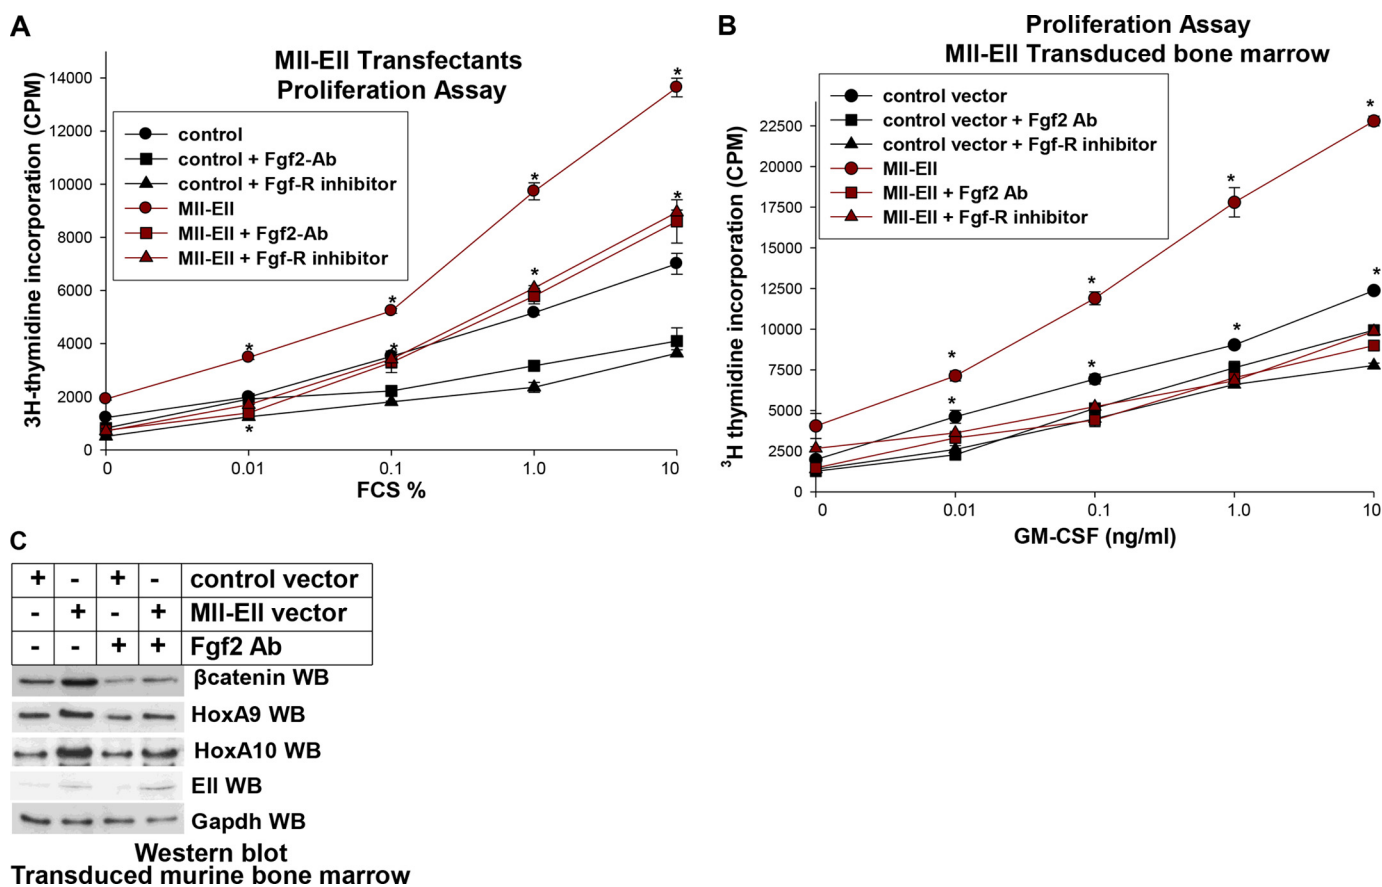 A
Mll-Ell Transfectants
Proliferation Assay
3H-thymidine incorporation (CPM)
14000
12000
10000
8000
6000
4000
2000
0
control
control + Fgf2-Ab
control + Fgf-R inhibitor
Mll-Ell
Mll-Ell + Fgf2-Ab
Mll-Ell + Fgf-R inhibitor
* * * * * * * *
0 0.01 0.1 1.0 10
FCS %
B
Proliferation Assay
Mll-Ell Transduced bone marrow
³H thymidine incorporation (CPM)
22500
20000
17500
15000
12500
10000
7500
5000
2500
0
control vector
control vector + Fgf2 Ab
control vector + Fgf-R inhibitor
Mll-Ell
Mll-Ell + Fgf2 Ab
Mll-Ell + Fgf-R inhibitor
* * * * * * * *
0 0.01 0.1 1.0 10
GM-CSF (ng/ml)
C
+ - + - control vector
- + - + Mll-Ell vector
- - + + Fgf2 Ab
βcatenin WB
HoxA9 WB
HoxA10 WB
Ell WB
Gapdh WB
Western blot
Transduced murine bone marrow